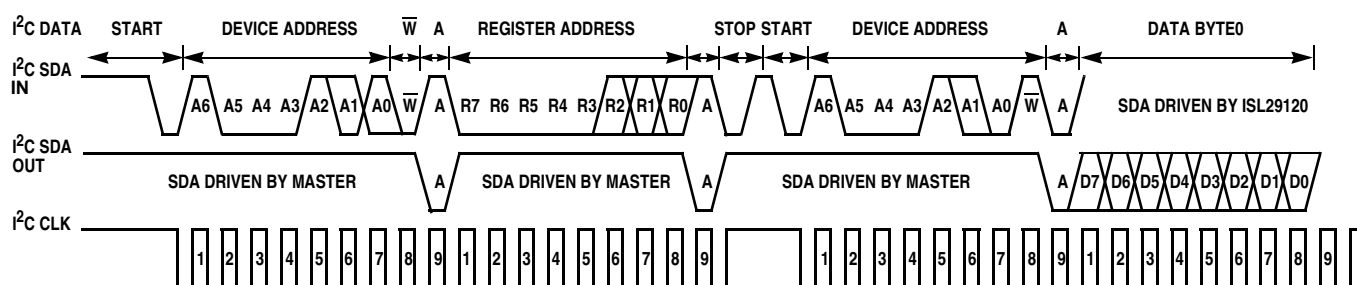 I²C DATA START DEVICE ADDRESS W̅ A REGISTER ADDRESS STOP START DEVICE ADDRESS A DATA BYTE0
I²C SDA IN A6 A5 A4 A3 A2 A1 A0 W̅ A R7 R6 R5 R4 R3 R2 R1 R0 A A6 A5 A4 A3 A2 A1 A0 W̅ A SDA DRIVEN BY ISL29120
I²C SDA OUT SDA DRIVEN BY MASTER A SDA DRIVEN BY MASTER A SDA DRIVEN BY MASTER A D7 D6 D5 D4 D3 D2 D1 D0
I²C CLK 1 2 3 4 5 6 7 8 9 1 2 3 4 5 6 7 8 9 1 2 3 4 5 6 7 8 9 1 2 3 4 5 6 7 8 9